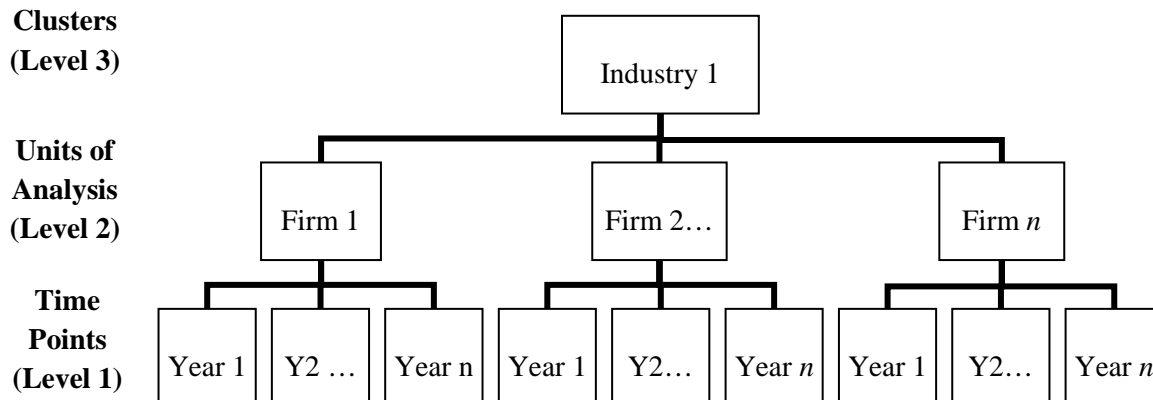 Clusters
(Level 3)
Industry 1
Units of
Analysis
(Level 2)
Firm 1
Firm 2…
Firm n
Time
Points
(Level 1)
Year 1
Y2 …
Year n
Year 1
Y2…
Year n
Year 1
Y2…
Year n